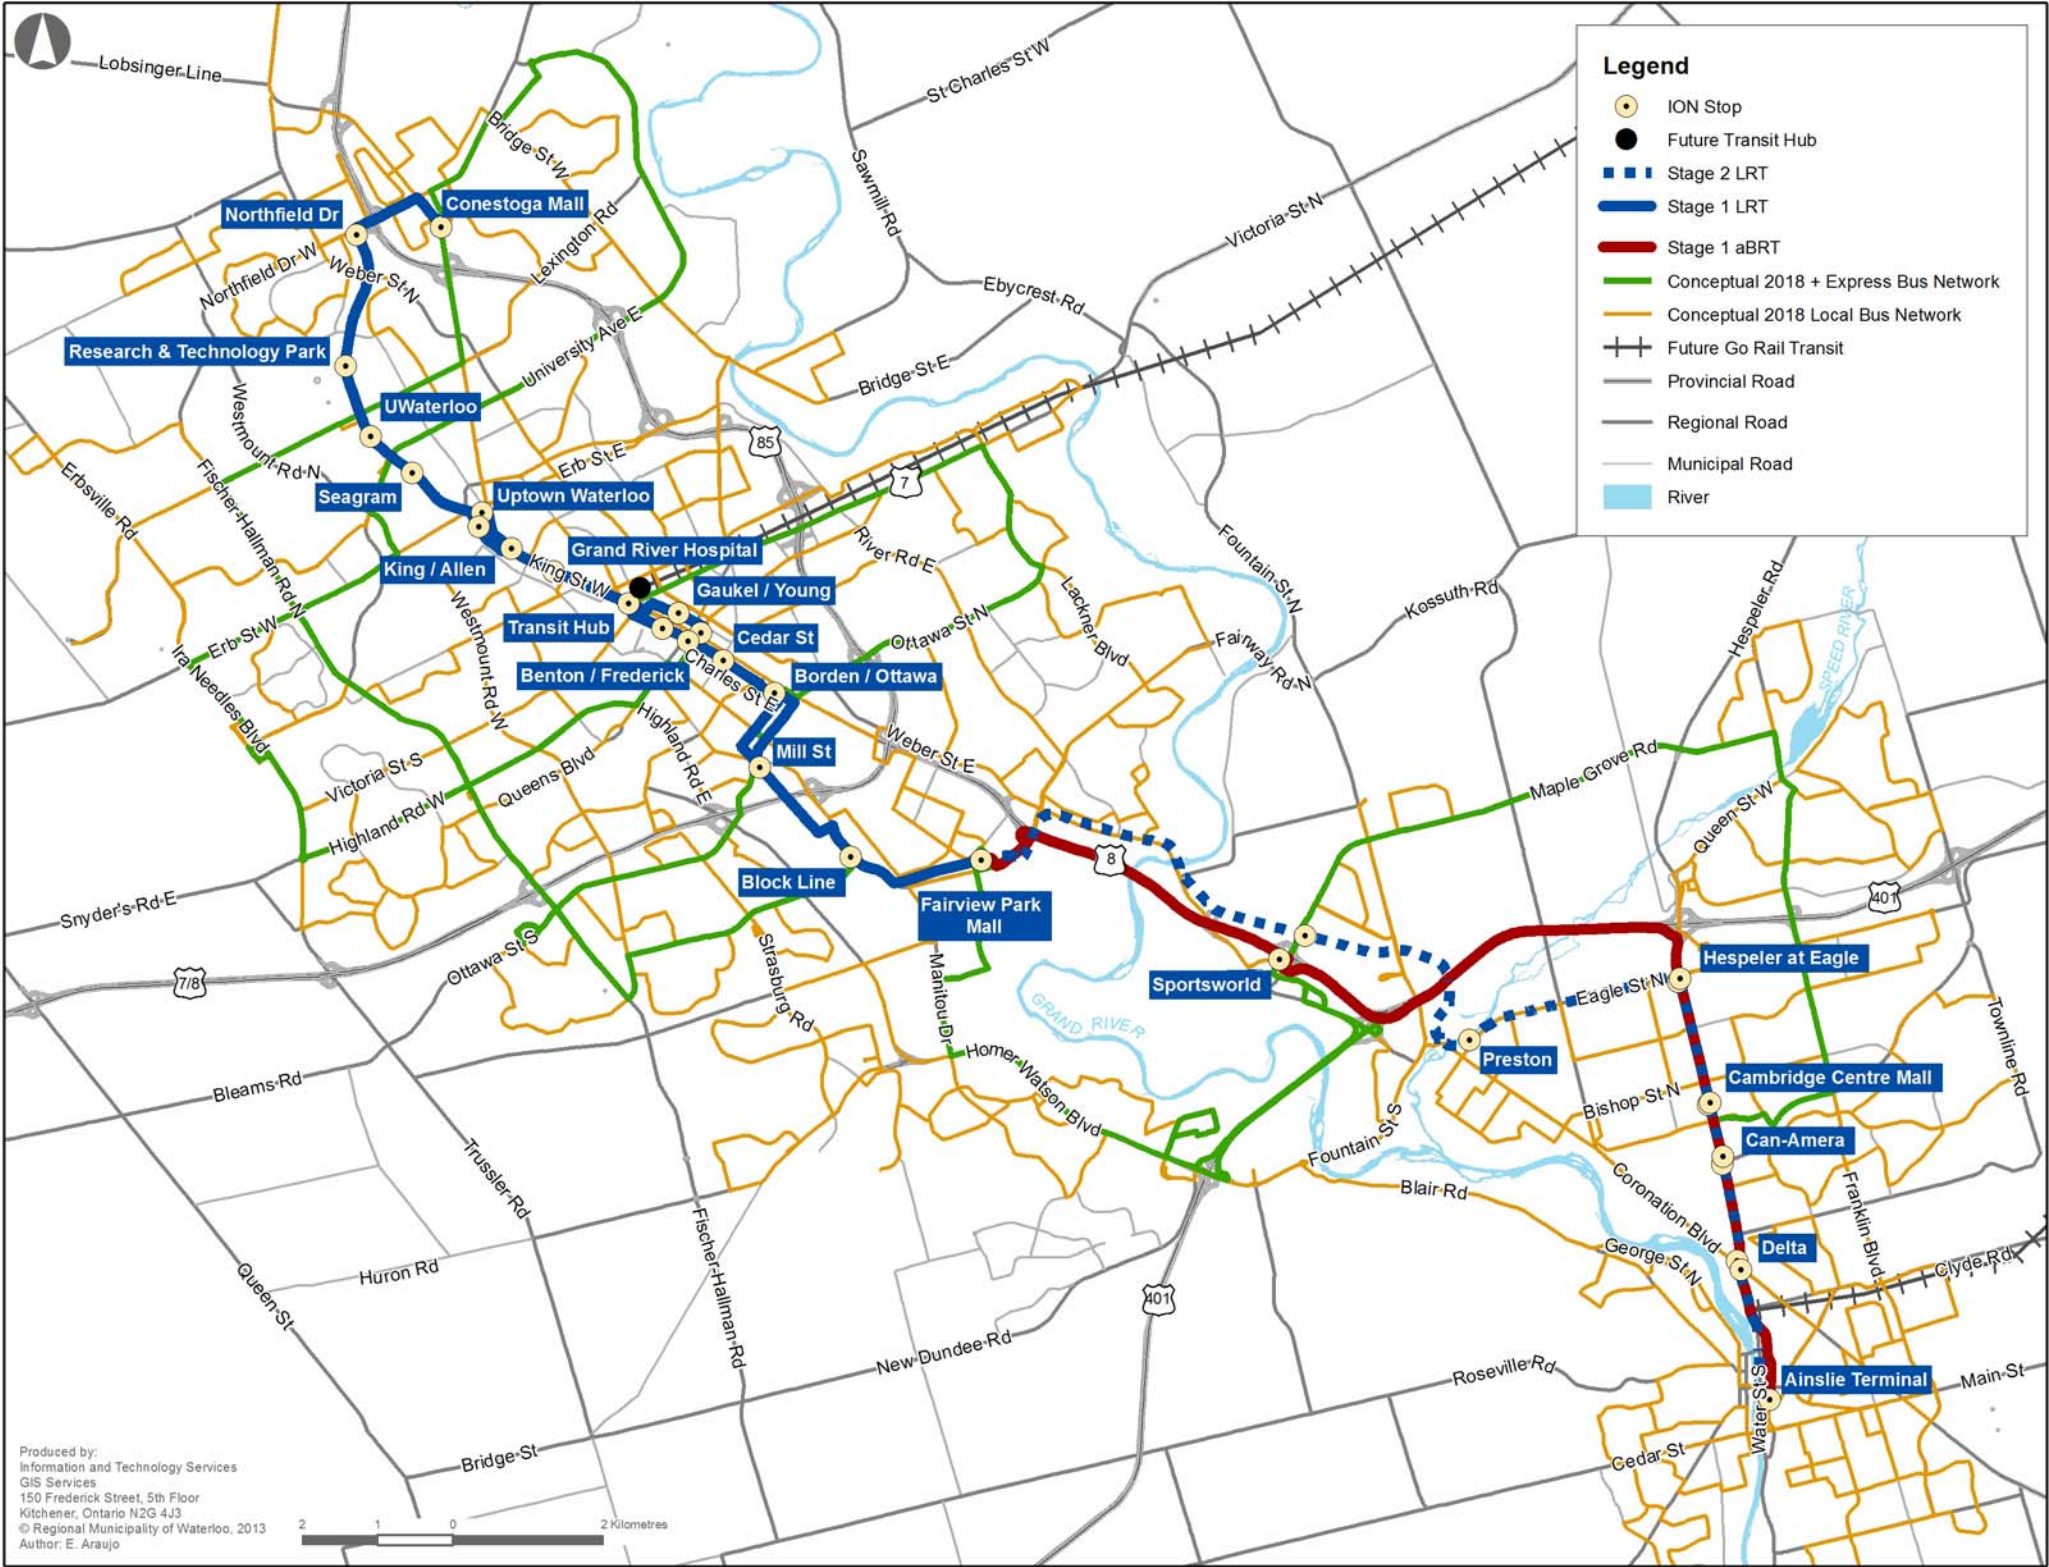 Lobsinger Line
St Charles St W
Bridge St W
Sawmill Rd
Legend
ION Stop
Future Transit Hub
Stage 2 LRT
Stage 1 LRT
Stage 1 aBRT
Conceptual 2018 + Express Bus Network
Conceptual 2018 Local Bus Network
Future Go Rail Transit
Provincial Road
Regional Road
Municipal Road
River
Northfield Dr
Conestoga Mall
Victoria St N
Northfield Dr W
Weber St N
Lexington Rd
Ebycrest Rd
Research & Technology Park
University Ave E
Bridge St E
UWaterloo
Westmount Rd N
85
Erb St E
7
Erbsville Rd
Fischer-Hallman Rd N
Seagram
Uptown Waterloo
River Rd E
Fountain St N
King / Allen
King St W
Grand River Hospital
Gaukel / Young
Lackner Blvd
Kossuth Rd
Hespeler Rd
SPEED RIVER
Westmount Rd W
Transit Hub
Cedar St
Ottawa St N
Fairway Rd N
Erb St W
Ira Needles Blvd
Benton / Frederick
Charles St E
Borden / Ottawa
Highland Rd E
Mill St
Weber St E
Maple Grove Rd
Victoria St S
Queens Blvd
Highland Rd W
Queen St W
8
Block Line
Fairview Park
Mall
401
Snyder's Rd E
Ottawa St S
7/8
Strasburg Rd
Manitou Dr
GRAND RIVER
Sportsworld
Hespeler at Eagle
Eagle St N
Townline Rd
Preston
Homer Watson Blvd
Bleams Rd
Cambridge Centre Mall
Bishop St N
Can-Amera
Fountain St S
Trussler Rd
Blair Rd
Coronation Blvd
Franklin Blvd
Fischer-Hallman Rd
George St N
Delta
Clyde Rd
Huron Rd
Queen St
401
New Dundee Rd
Roseville Rd
Water St S
Ainslie Terminal
Main St
Bridge St
Cedar St
Produced by:
Information and Technology Services
GIS Services
150 Frederick Street, 5th Floor
Kitchener, Ontario N2G 4J3
© Regional Municipality of Waterloo, 2013
Author: E. Araujo
2 1 0 2 Kilometres